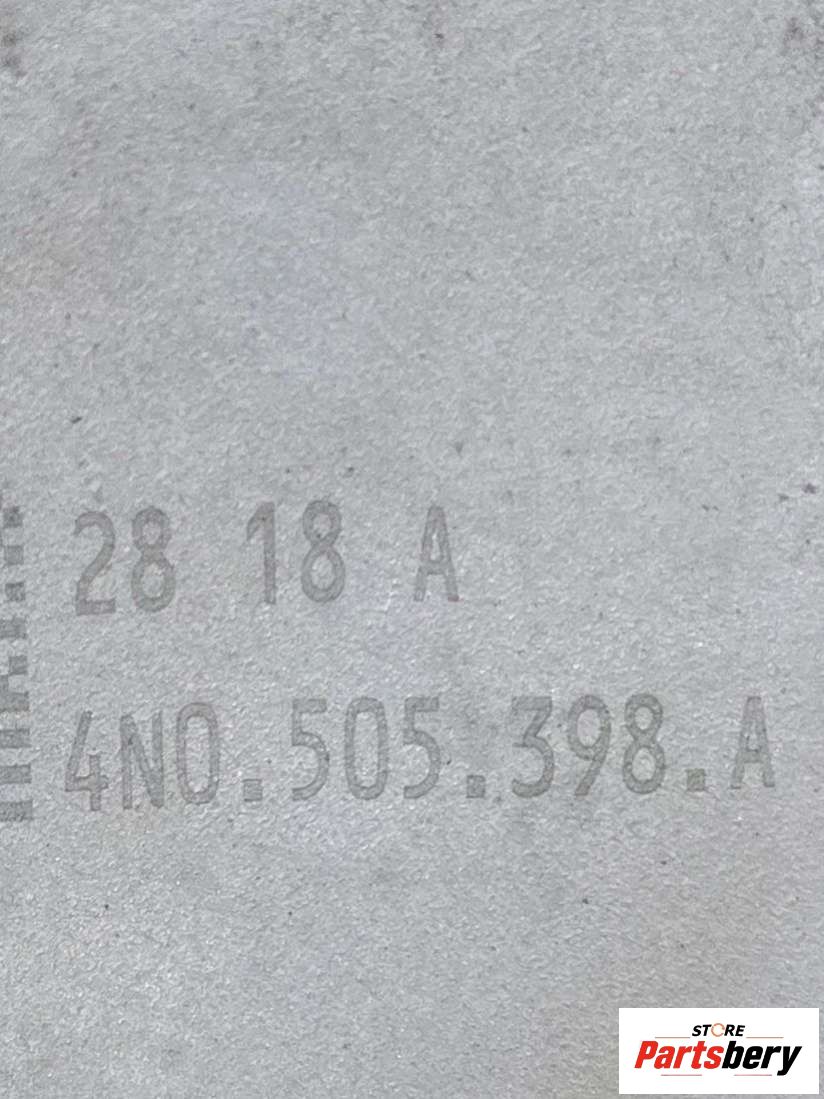 28 18 A
4N0.505.398.A
STORE
Partsbery